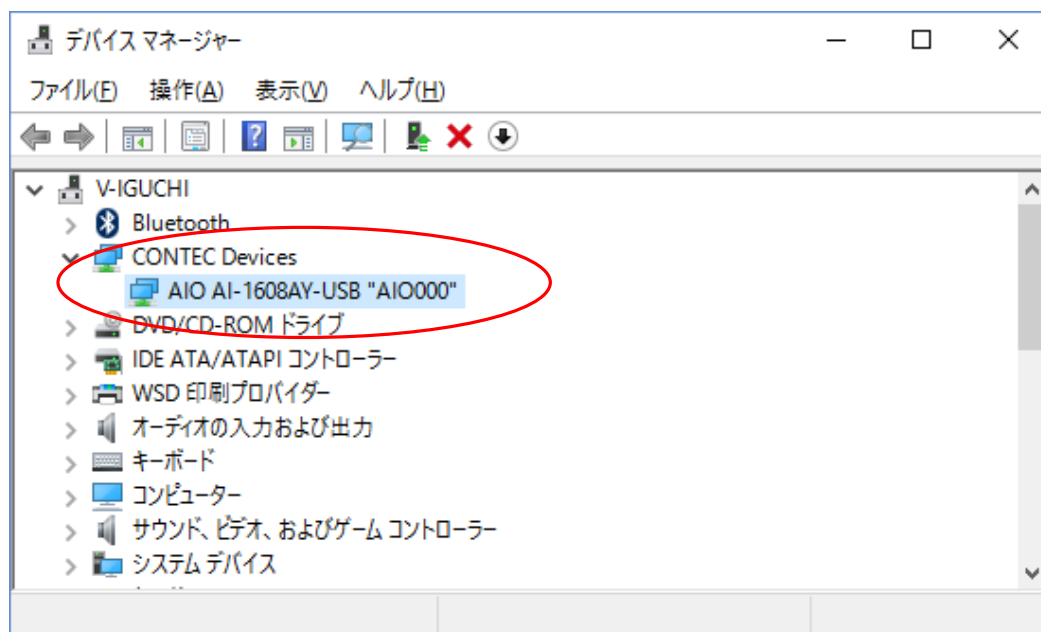 デバイス マネージャー
ファイル(F) 操作(A) 表示(V) ヘルプ(H)
V-IGUCHI
Bluetooth
CONTEC Devices
AIO AI-1608AY-USB "AIO000"
DVD/CD-ROM ドライブ
IDE ATA/ATAPI コントローラー
WSD 印刷プロバイダー
オーディオの入力および出力
キーボード
コンピューター
サウンド、ビデオ、およびゲーム コントローラー
システム デバイス